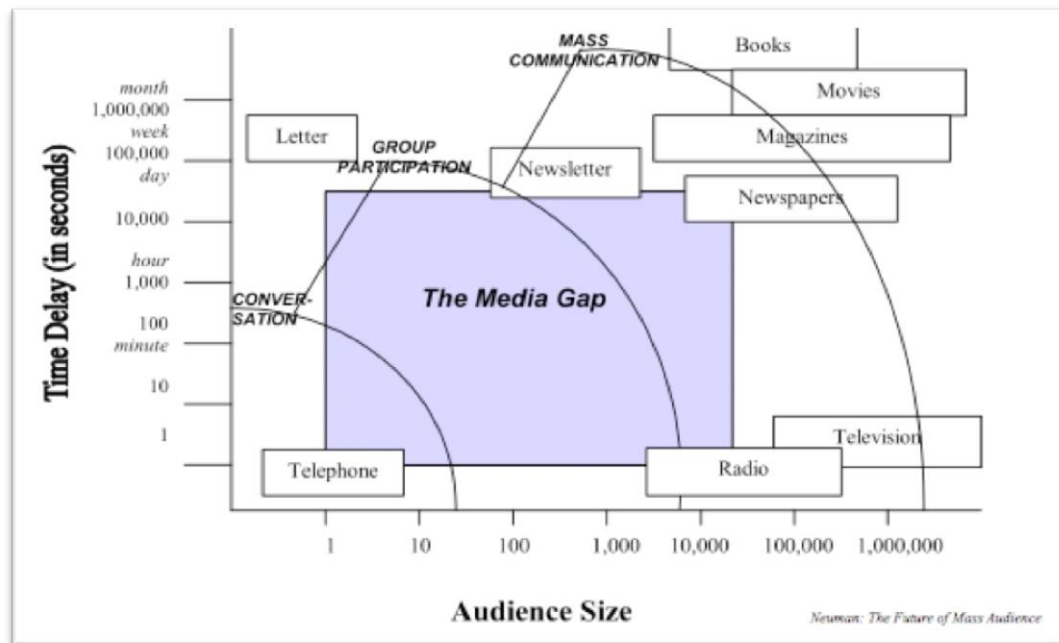 MASS
COMMUNICATION
Books
Movies
month
1,000,000
week
100,000
day
10,000
hour
1,000
100
minute
10
1
Time Delay (in seconds)
Letter
GROUP
PARTICIPATION
Newsletter
Magazines
Newspapers
The Media Gap
CONVER-
SATION
Television
Telephone
Radio
1 10 100 1,000 10,000 100,000 1,000,000
Audience Size
Neuman: The Future of Mass Audience